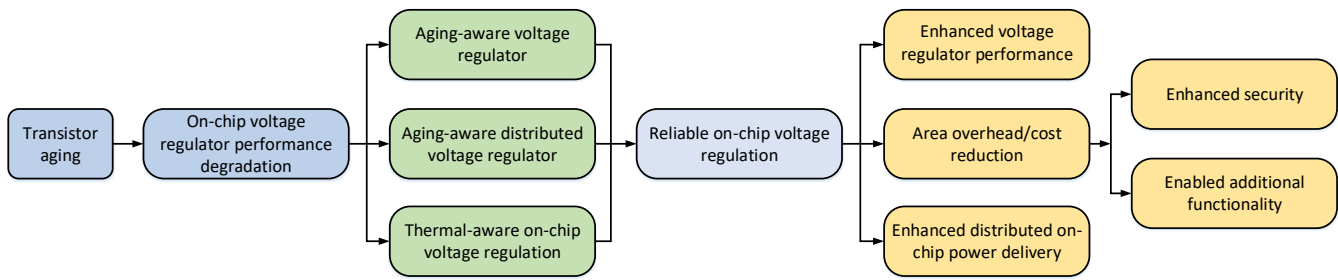 Transistor
aging
On-chip voltage
regulator performance
degradation
Aging-aware voltage
regulator
Aging-aware distributed
voltage regulator
Thermal-aware on-chip
voltage regulation
Reliable on-chip voltage
regulation
Enhanced voltage
regulator performance
Area overhead/cost
reduction
Enhanced distributed on-
chip power delivery
Enhanced security
Enabled additional
functionality